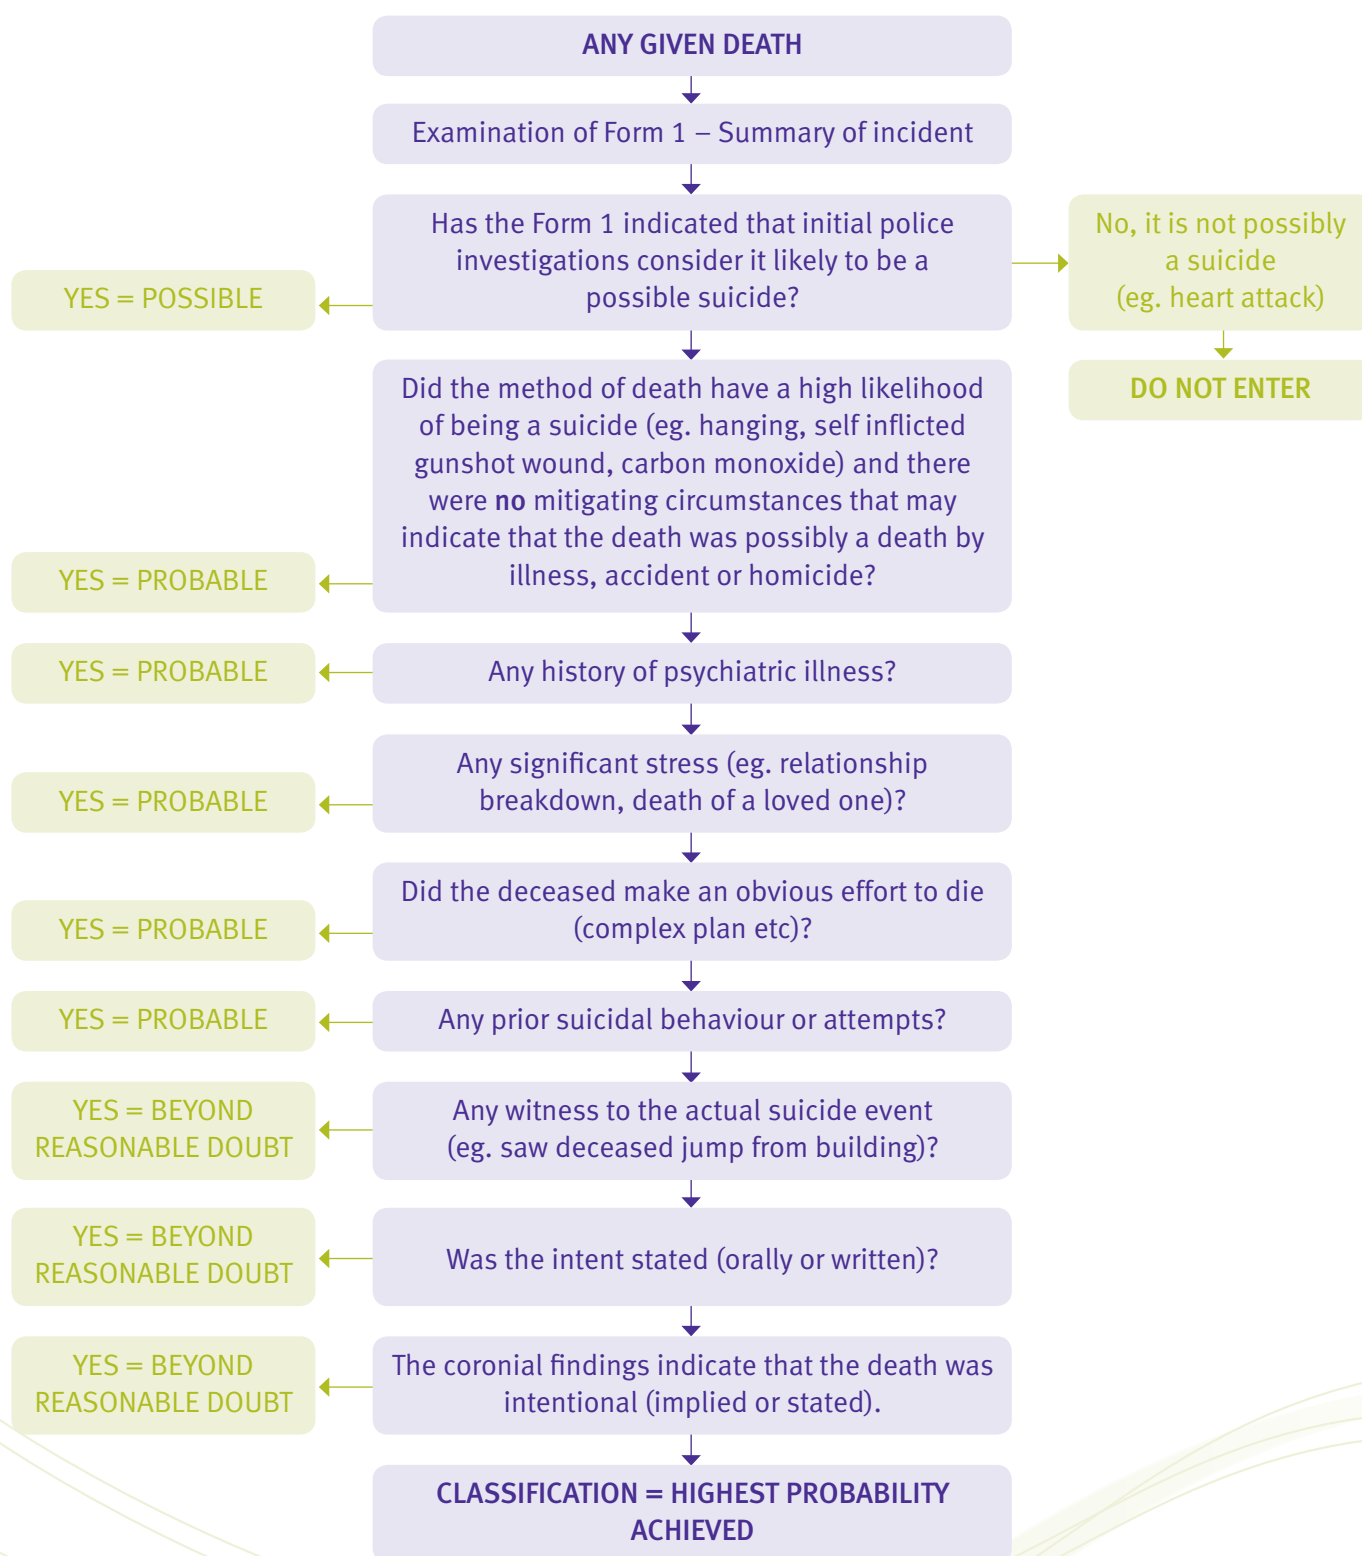 ANY GIVEN DEATH
Examination of Form 1 – Summary of incident
Has the Form 1 indicated that initial police
investigations consider it likely to be a
possible suicide?
No, it is not possibly
a suicide
(eg. heart attack)
YES = POSSIBLE
DO NOT ENTER
Did the method of death have a high likelihood
of being a suicide (eg. hanging, self inflicted
gunshot wound, carbon monoxide) and there
were no mitigating circumstances that may
indicate that the death was possibly a death by
illness, accident or homicide?
YES = PROBABLE
Any history of psychiatric illness?
YES = PROBABLE
Any significant stress (eg. relationship
breakdown, death of a loved one)?
YES = PROBABLE
Did the deceased make an obvious effort to die
(complex plan etc)?
YES = PROBABLE
Any prior suicidal behaviour or attempts?
YES = PROBABLE
Any witness to the actual suicide event
(eg. saw deceased jump from building)?
YES = BEYOND
REASONABLE DOUBT
Was the intent stated (orally or written)?
YES = BEYOND
REASONABLE DOUBT
The coronial findings indicate that the death was
intentional (implied or stated).
YES = BEYOND
REASONABLE DOUBT
CLASSIFICATION = HIGHEST PROBABILITY
ACHIEVED